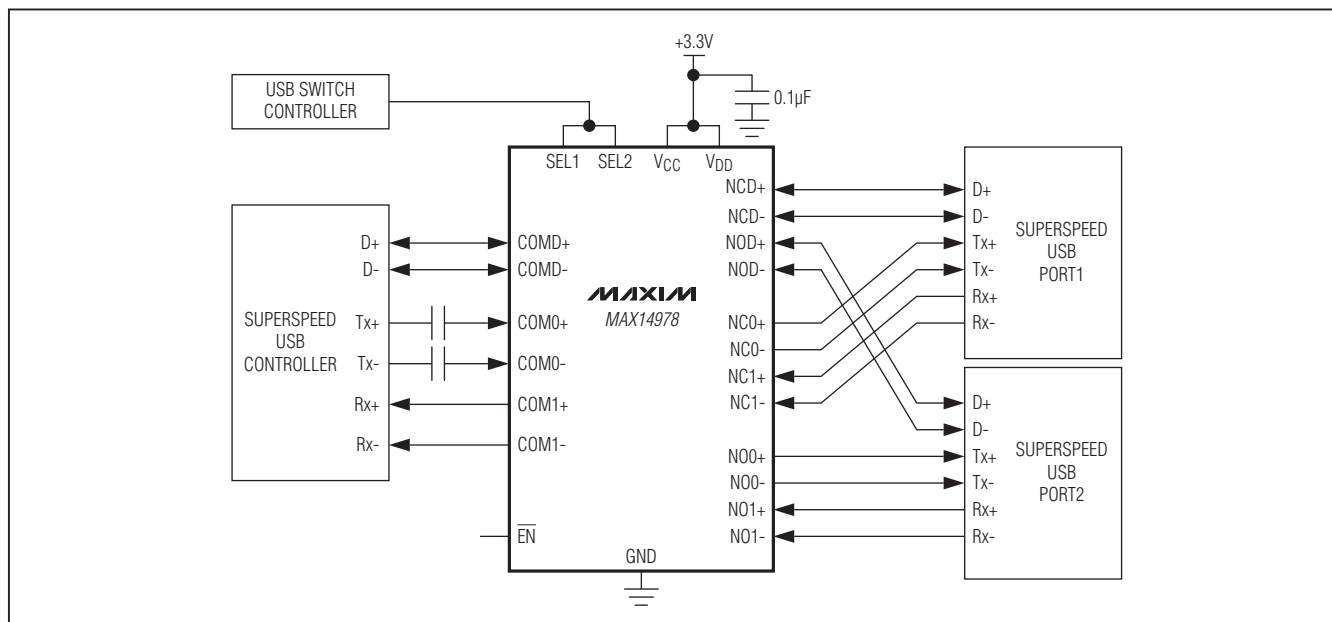 +3.3V
0.1µF
USB SWITCH
CONTROLLER
SEL1 SEL2 VCC VDD
SUPERSPEED
USB
CONTROLLER
D+
D-
Tx+
Tx-
Rx+
Rx-
COMD+
COMD-
COM0+
COM0-
COM1+
COM1-
EN
MAXIM
MAX14978
GND
NCD+
NCD-
NOD+
NOD-
NC0+
NC0-
NC1+
NC1-
NO0+
NO0-
NO1+
NO1-
D+
D-
Tx+
Tx-
Rx+
Rx-
SUPERSPEED
USB
PORT1
D+
D-
Tx+
Tx-
Rx+
Rx-
SUPERSPEED
USB
PORT2